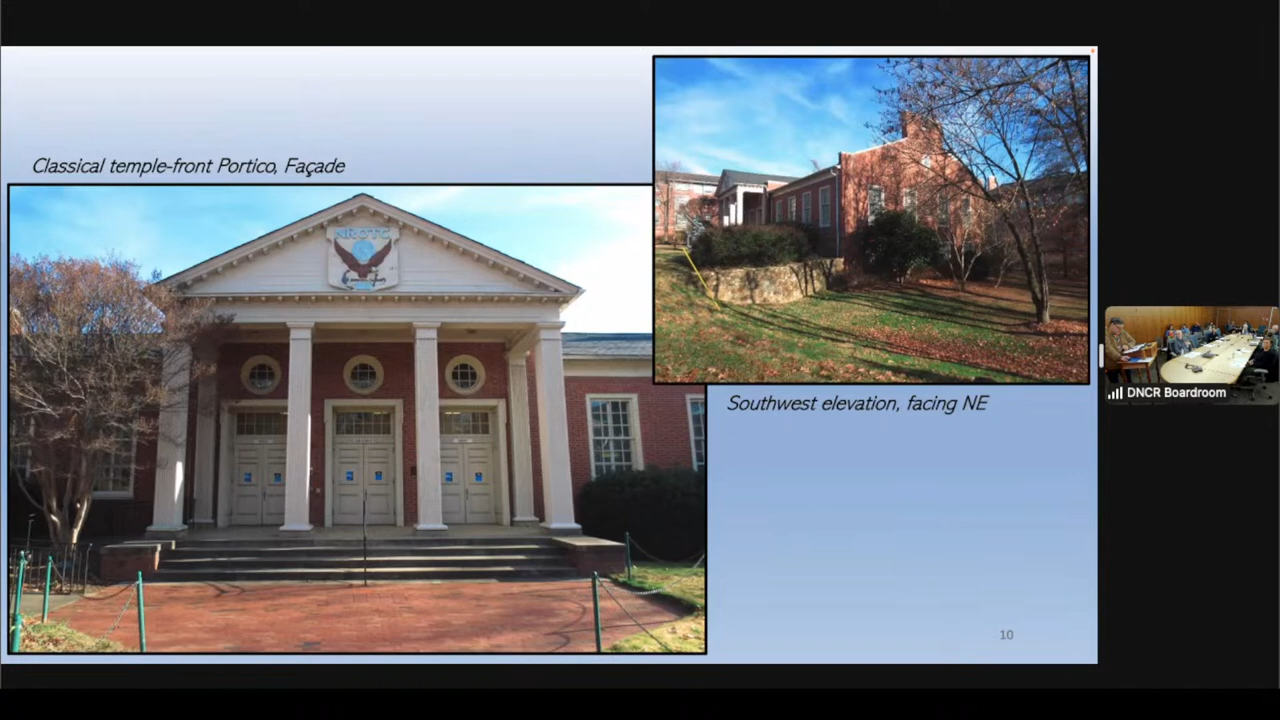 Classical temple-front Portico, Façade
NROTC
Southwest elevation, facing NE
10
DNCR Boardroom